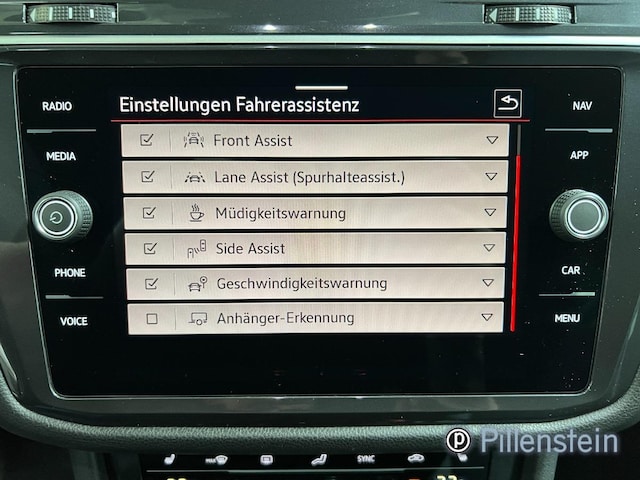 RADIO
MEDIA
PHONE
VOICE
Einstellungen Fahrerassistenz
Front Assist
Lane Assist (Spurhalteassist.)
Müdigkeitswarnung
Side Assist
Geschwindigkeitswarnung
Anhänger-Erkennung
NAV
APP
CAR
MENU
MAX
SYNC
P Pillenstein